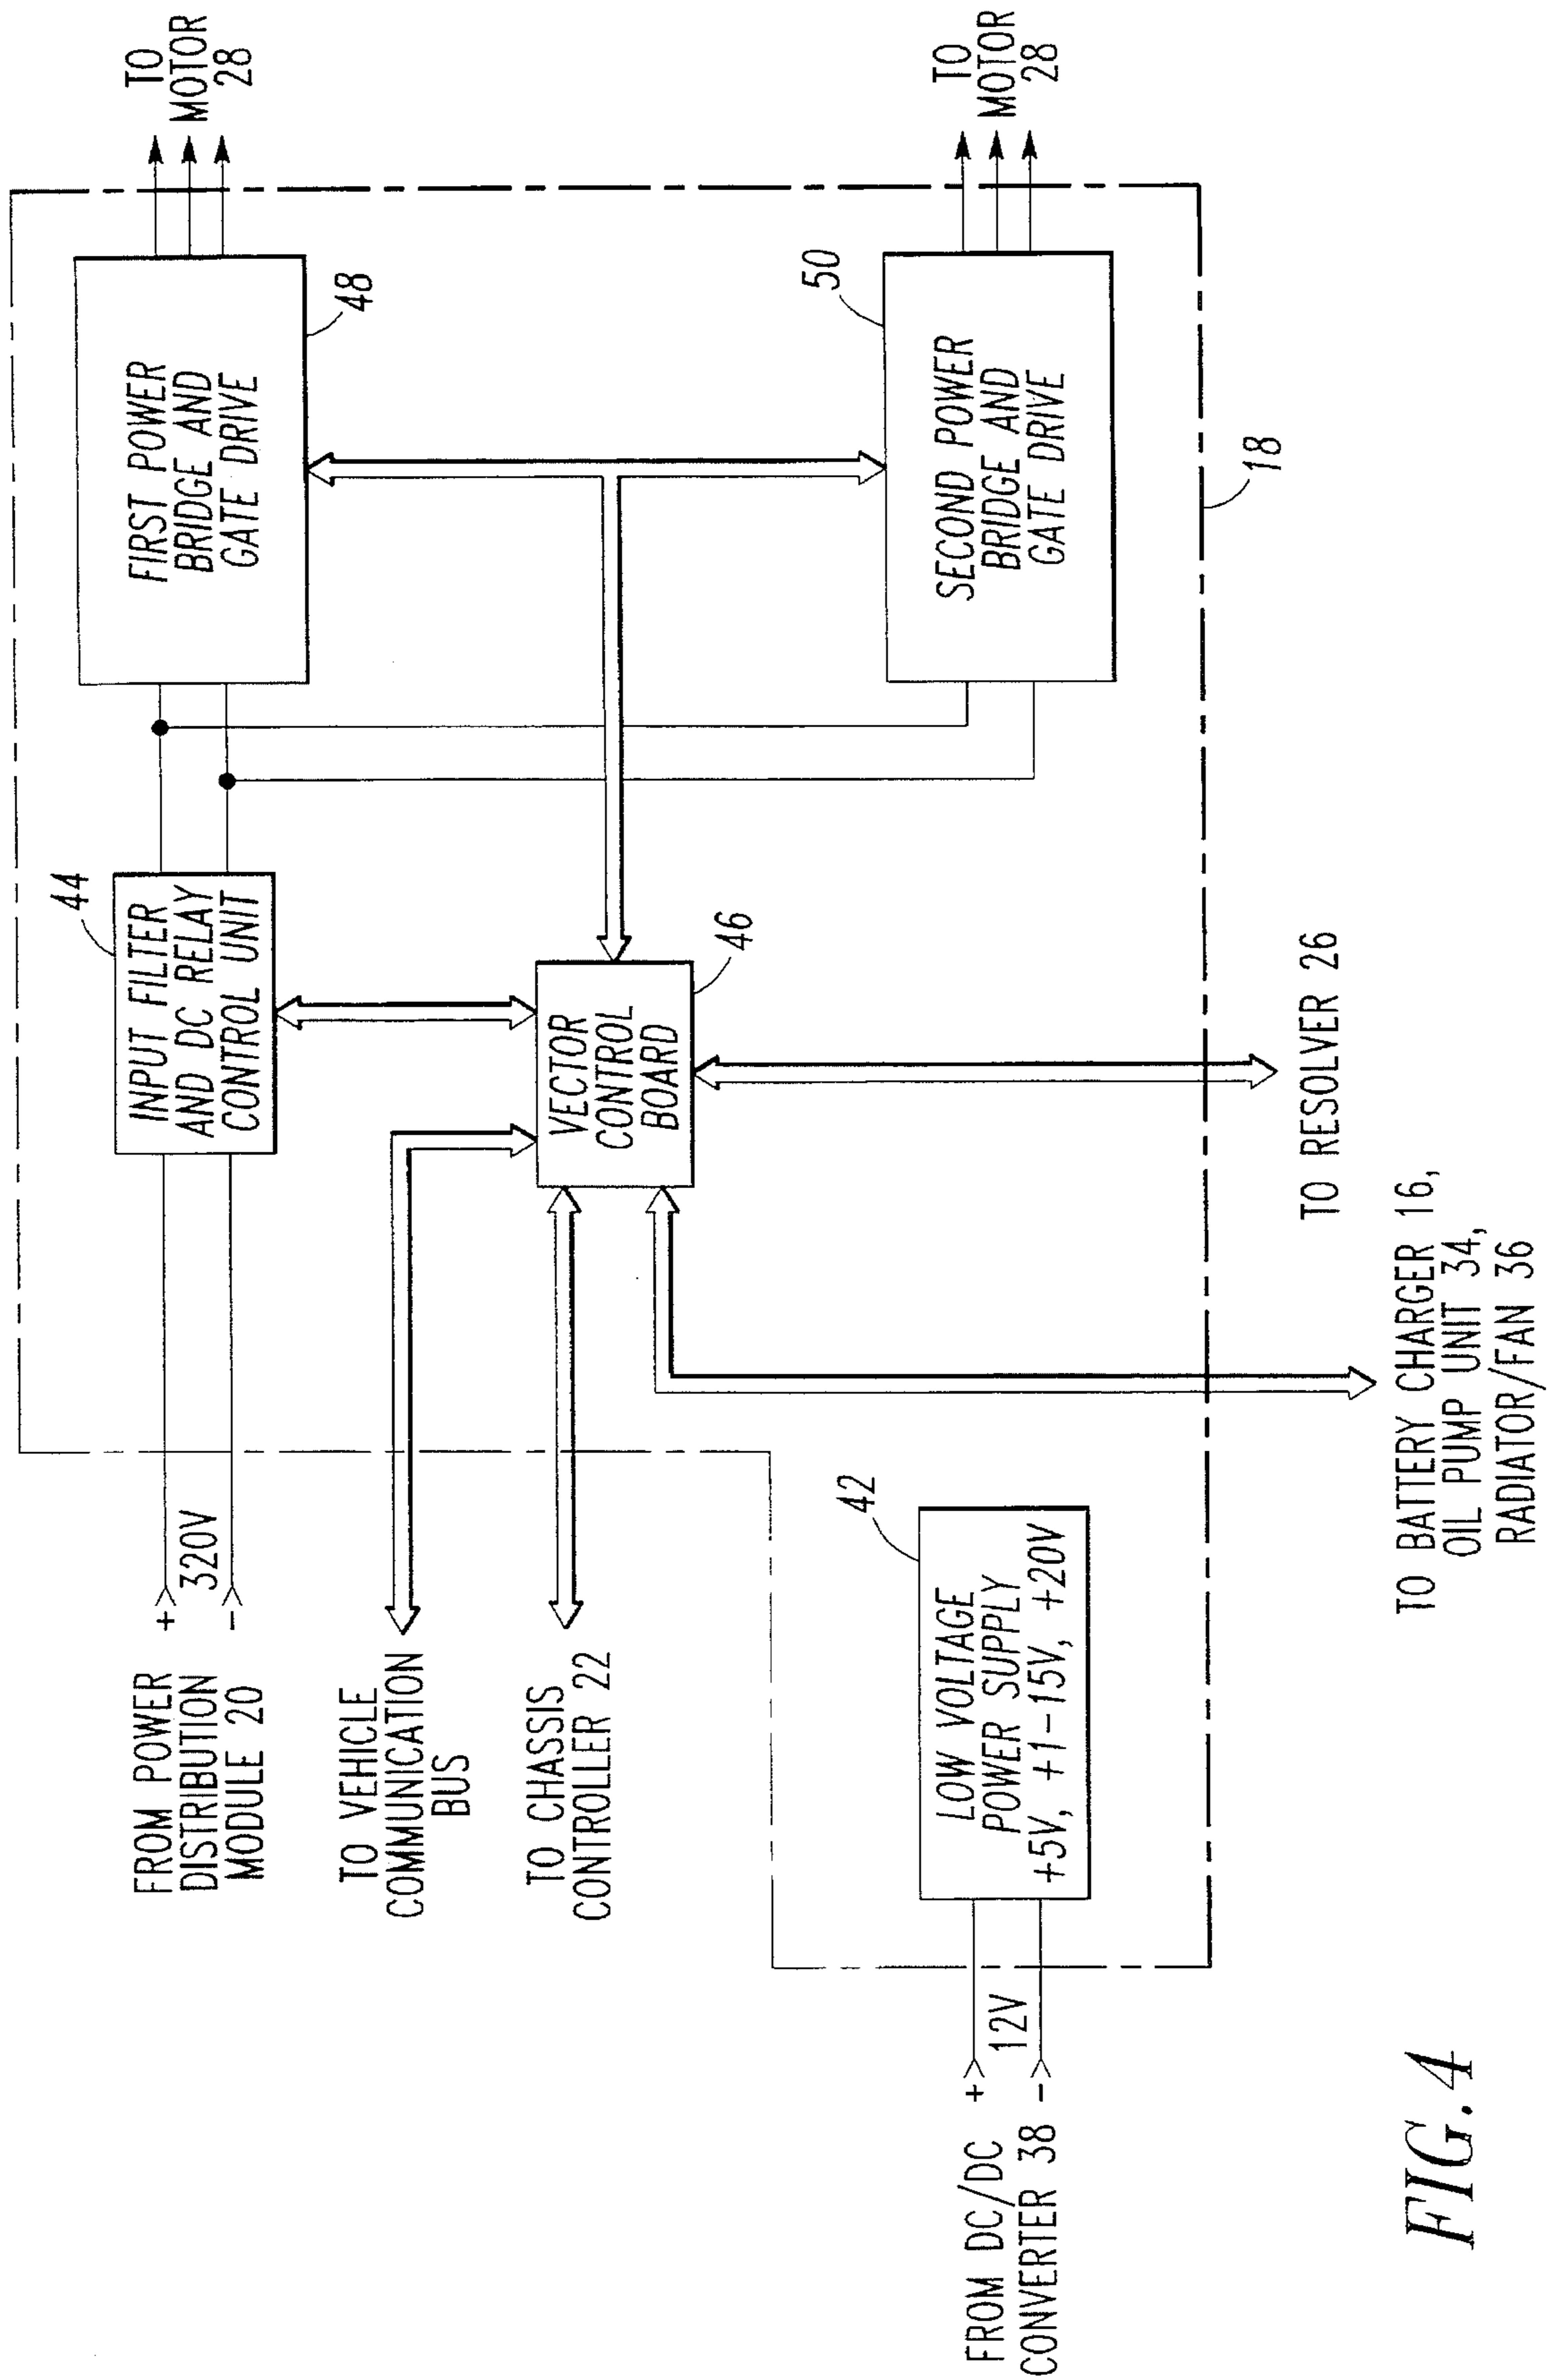 FROM POWER
DISTRIBUTION
MODULE 20
+
320V
-
TO VEHICLE
COMMUNICATION
BUS
TO CHASSIS
CONTROLLER 22
44
INPUT FILTER
AND DC RELAY
CONTROL UNIT
FIRST POWER
BRIDGE AND
GATE DRIVE
48
TO
MOTOR
28
VECTOR
CONTROL
BOARD
46
50
SECOND POWER
BRIDGE AND
GATE DRIVE
TO
MOTOR
28
18
42
LOW VOLTAGE
POWER SUPPLY
+5V, +1-15V, +20V
FROM DC/DC
CONVERTER 38
+
12V
-
TO RESOLVER 26
TO BATTERY CHARGER 16,
OIL PUMP UNIT 34,
RADIATOR/FAN 36
FIG.4